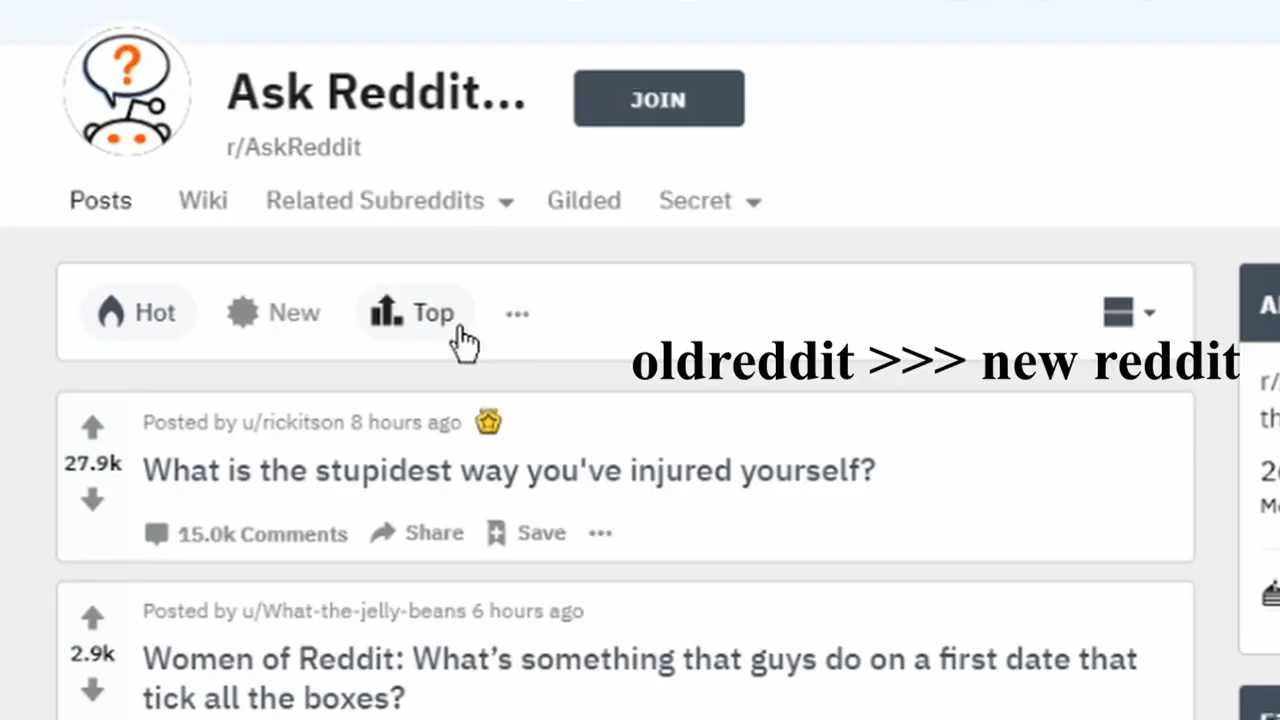 ?
Ask Reddit...
JOIN
r/AskReddit
Posts Wiki Related Subreddits Gilded Secret
Hot New Top ...
oldreddit >>> new reddit
Posted by u/rickitson 8 hours ago
27.9k
What is the stupidest way you've injured yourself?
15.0k Comments Share Save ...
Posted by u/What-the-jelly-beans 6 hours ago
2.9k
Women of Reddit: What’s something that guys do on a first date that
tick all the boxes?